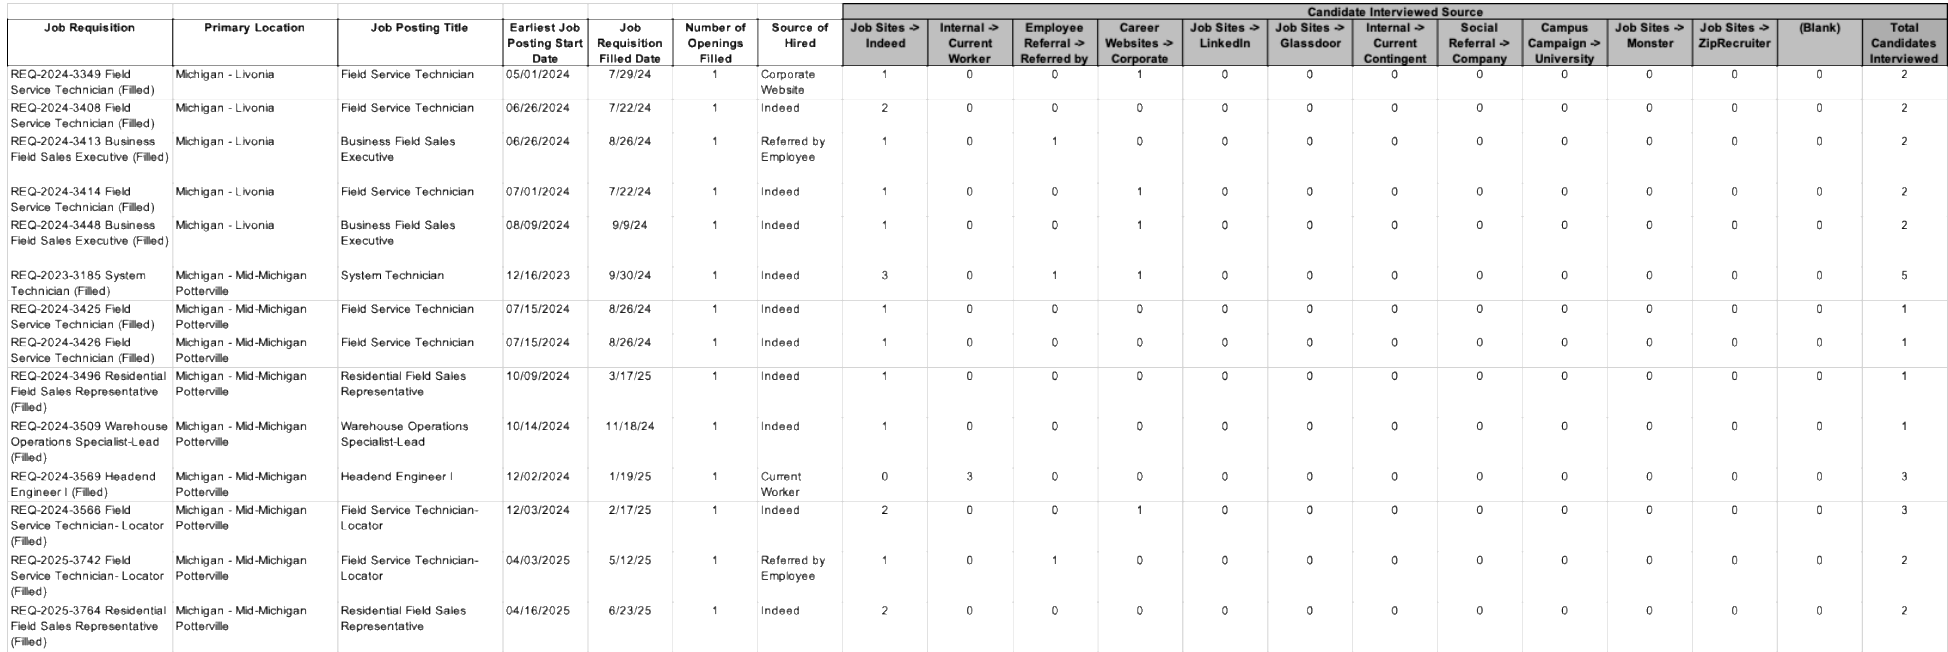 Candidate Interviewed Source
Job Requisition Primary Location Job Posting Title Earliest Job Posting Start Date Job Requisition Filled Date Number of Openings Filled Source of Hired Job Sites -> Indeed Internal -> Current Worker Employee Referral -> Referred by Career Websites -> Corporate Job Sites -> LinkedIn Job Sites -> Glassdoor Internal -> Current Contingent Social Referral -> Company Campus Campaign -> University Job Sites -> Monster Job Sites -> ZipRecruiter (Blank) Total Candidates Interviewed
REQ-2024-3349 Field Service Technician (Filled) Michigan - Livonia Field Service Technician 05/01/2024 7/29/24 1 Corporate Website 1 0 0 1 0 0 0 0 0 0 0 0 2
REQ-2024-3408 Field Service Technician (Filled) Michigan - Livonia Field Service Technician 06/26/2024 7/22/24 1 Indeed 2 0 0 0 0 0 0 0 0 0 0 0 2
REQ-2024-3413 Business Field Sales Executive (Filled) Michigan - Livonia Business Field Sales Executive 06/26/2024 8/26/24 1 Referred by Employee 1 0 1 0 0 0 0 0 0 0 0 0 2
REQ-2024-3414 Field Service Technician (Filled) Michigan - Livonia Field Service Technician 07/01/2024 7/22/24 1 Indeed 1 0 0 1 0 0 0 0 0 0 0 0 2
REQ-2024-3448 Business Field Sales Executive (Filled) Michigan - Livonia Business Field Sales Executive 08/09/2024 9/9/24 1 Indeed 1 0 0 1 0 0 0 0 0 0 0 0 2
REQ-2023-3185 System Technician (Filled) Michigan - Mid-Michigan Potterville System Technician 12/16/2023 9/30/24 1 Indeed 3 0 1 1 0 0 0 0 0 0 0 0 5
REQ-2024-3425 Field Service Technician (Filled) Michigan - Mid-Michigan Potterville Field Service Technician 07/15/2024 8/26/24 1 Indeed 1 0 0 0 0 0 0 0 0 0 0 0 1
REQ-2024-3426 Field Service Technician (Filled) Michigan - Mid-Michigan Potterville Field Service Technician 07/15/2024 8/26/24 1 Indeed 1 0 0 0 0 0 0 0 0 0 0 0 1
REQ-2024-3496 Residential Field Sales Representative (Filled) Michigan - Mid-Michigan Potterville Residential Field Sales Representative 10/09/2024 3/17/25 1 Indeed 1 0 0 0 0 0 0 0 0 0 0 0 1
REQ-2024-3509 Warehouse Operations Specialist-Lead (Filled) Michigan - Mid-Michigan Potterville Warehouse Operations Specialist-Lead 10/14/2024 11/18/24 1 Indeed 1 0 0 0 0 0 0 0 0 0 0 0 1
REQ-2024-3569 Headend Engineer I (Filled) Michigan - Mid-Michigan Potterville Headend Engineer I 12/02/2024 1/19/25 1 Current Worker 0 3 0 0 0 0 0 0 0 0 0 0 3
REQ-2024-3566 Field Service Technician- Locator (Filled) Michigan - Mid-Michigan Potterville Field Service Technician- Locator 12/03/2024 2/17/25 1 Indeed 2 0 0 1 0 0 0 0 0 0 0 0 3
REQ-2025-3742 Field Service Technician- Locator (Filled) Michigan - Mid-Michigan Potterville Field Service Technician- Locator 04/03/2025 5/12/25 1 Referred by Employee 1 0 1 0 0 0 0 0 0 0 0 0 2
REQ-2025-3764 Residential Field Sales Representative (Filled) Michigan - Mid-Michigan Potterville Residential Field Sales Representative 04/16/2025 6/23/25 1 Indeed 2 0 0 0 0 0 0 0 0 0 0 0 2